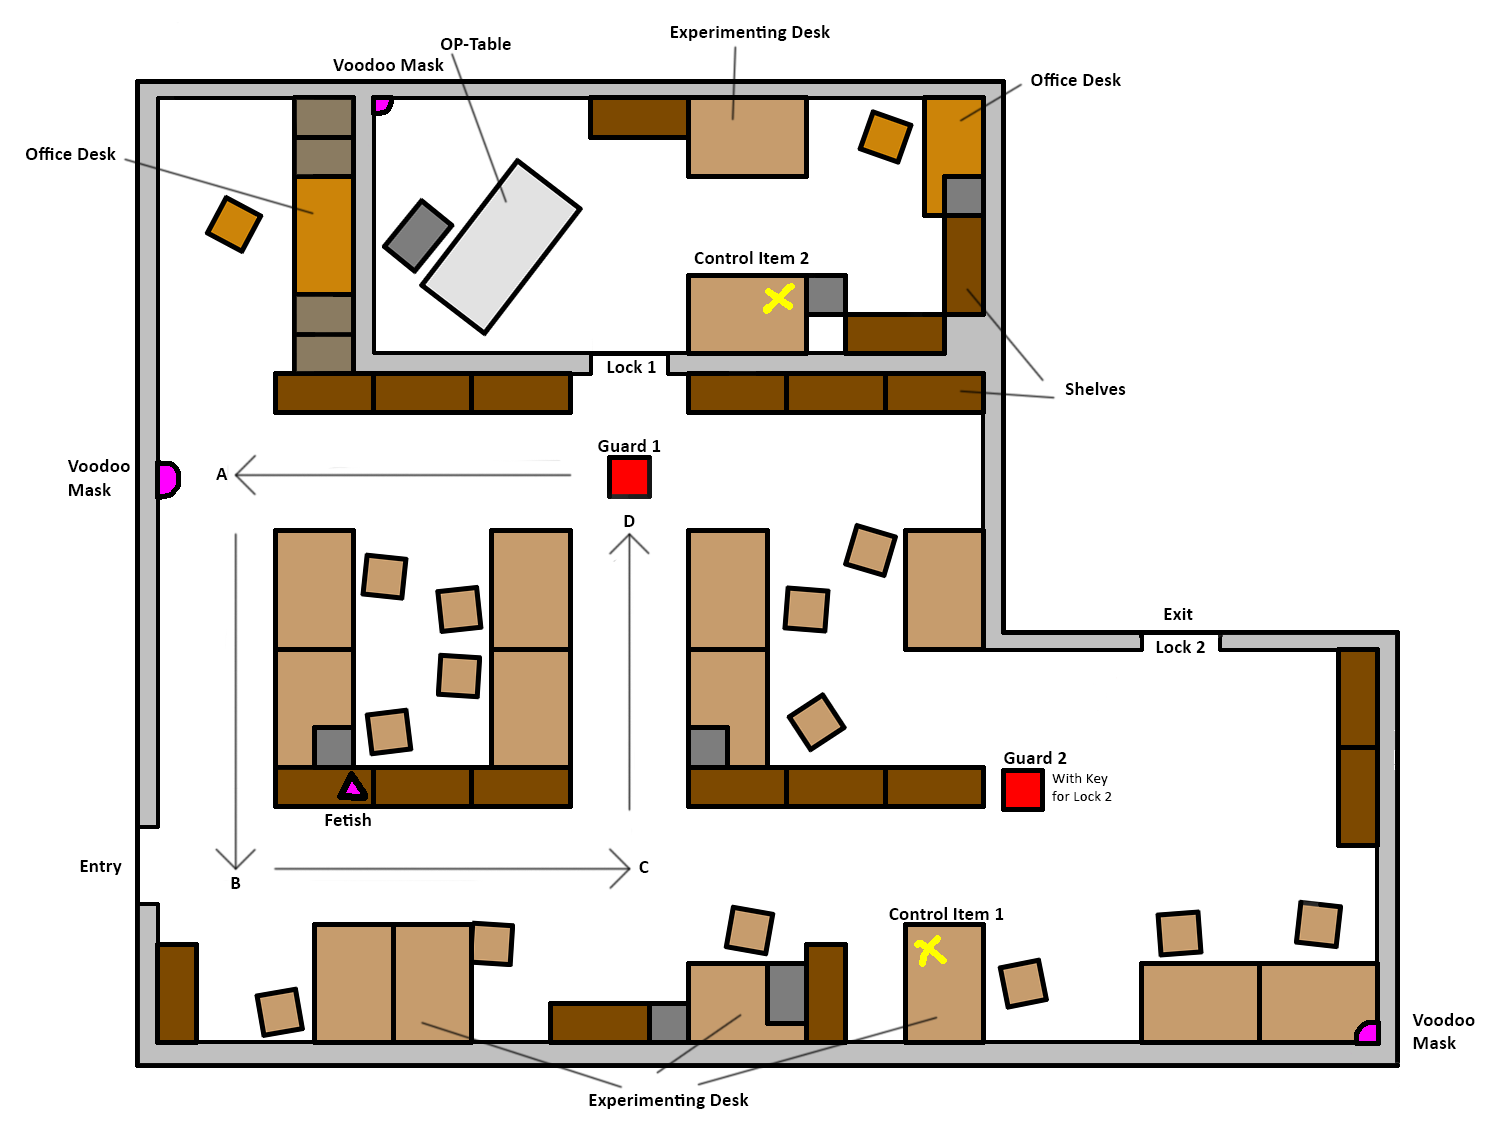 Experimenting Desk
OP-Table
Voodoo Mask
Office Desk
Office Desk
Control Item 2
Lock 1
Shelves
Guard 1
Voodoo
Mask
A
D
Exit
Lock 2
Guard 2
With Key
for Lock 2
Fetish
Entry
B
C
Control Item 1
Voodoo
Mask
Experimenting Desk